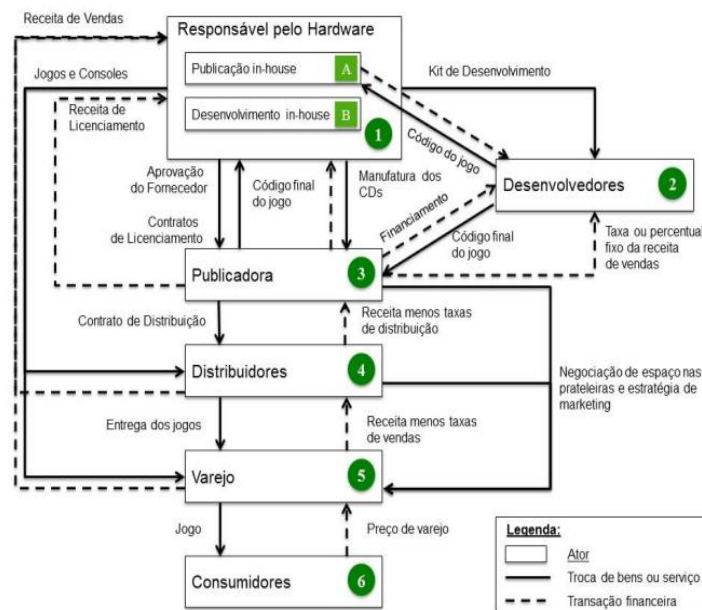 Receita de Vendas
Responsável pelo Hardware
Publicação in-house
A
Jogos e Consoles
Kit de Desenvolvimento
Receita de
Licenciamento
Desenvolvimento in-house
B
1
Código do jogo
Aprovação
do Fornecedor
Código final
do jogo
Manufatura dos
CDs
Desenvolvedores
2
Contratos
de Licenciamento
Financiamento
Código final
do jogo
Taxa ou percentual
fixo da receita
de vendas
Publicadora
3
Contrato de Distribuição
Receita menos taxas
de distribuição
Distribuidores
4
Negociação de espaço nas
prateleiras e estratégia de
marketing
Entrega dos jogos
Receita menos taxas
de vendas
Varejo
5
Jogo
Preço de varejo
Consumidores
6
Legenda:
Ator
Troca de bens ou serviço
Transação financeira